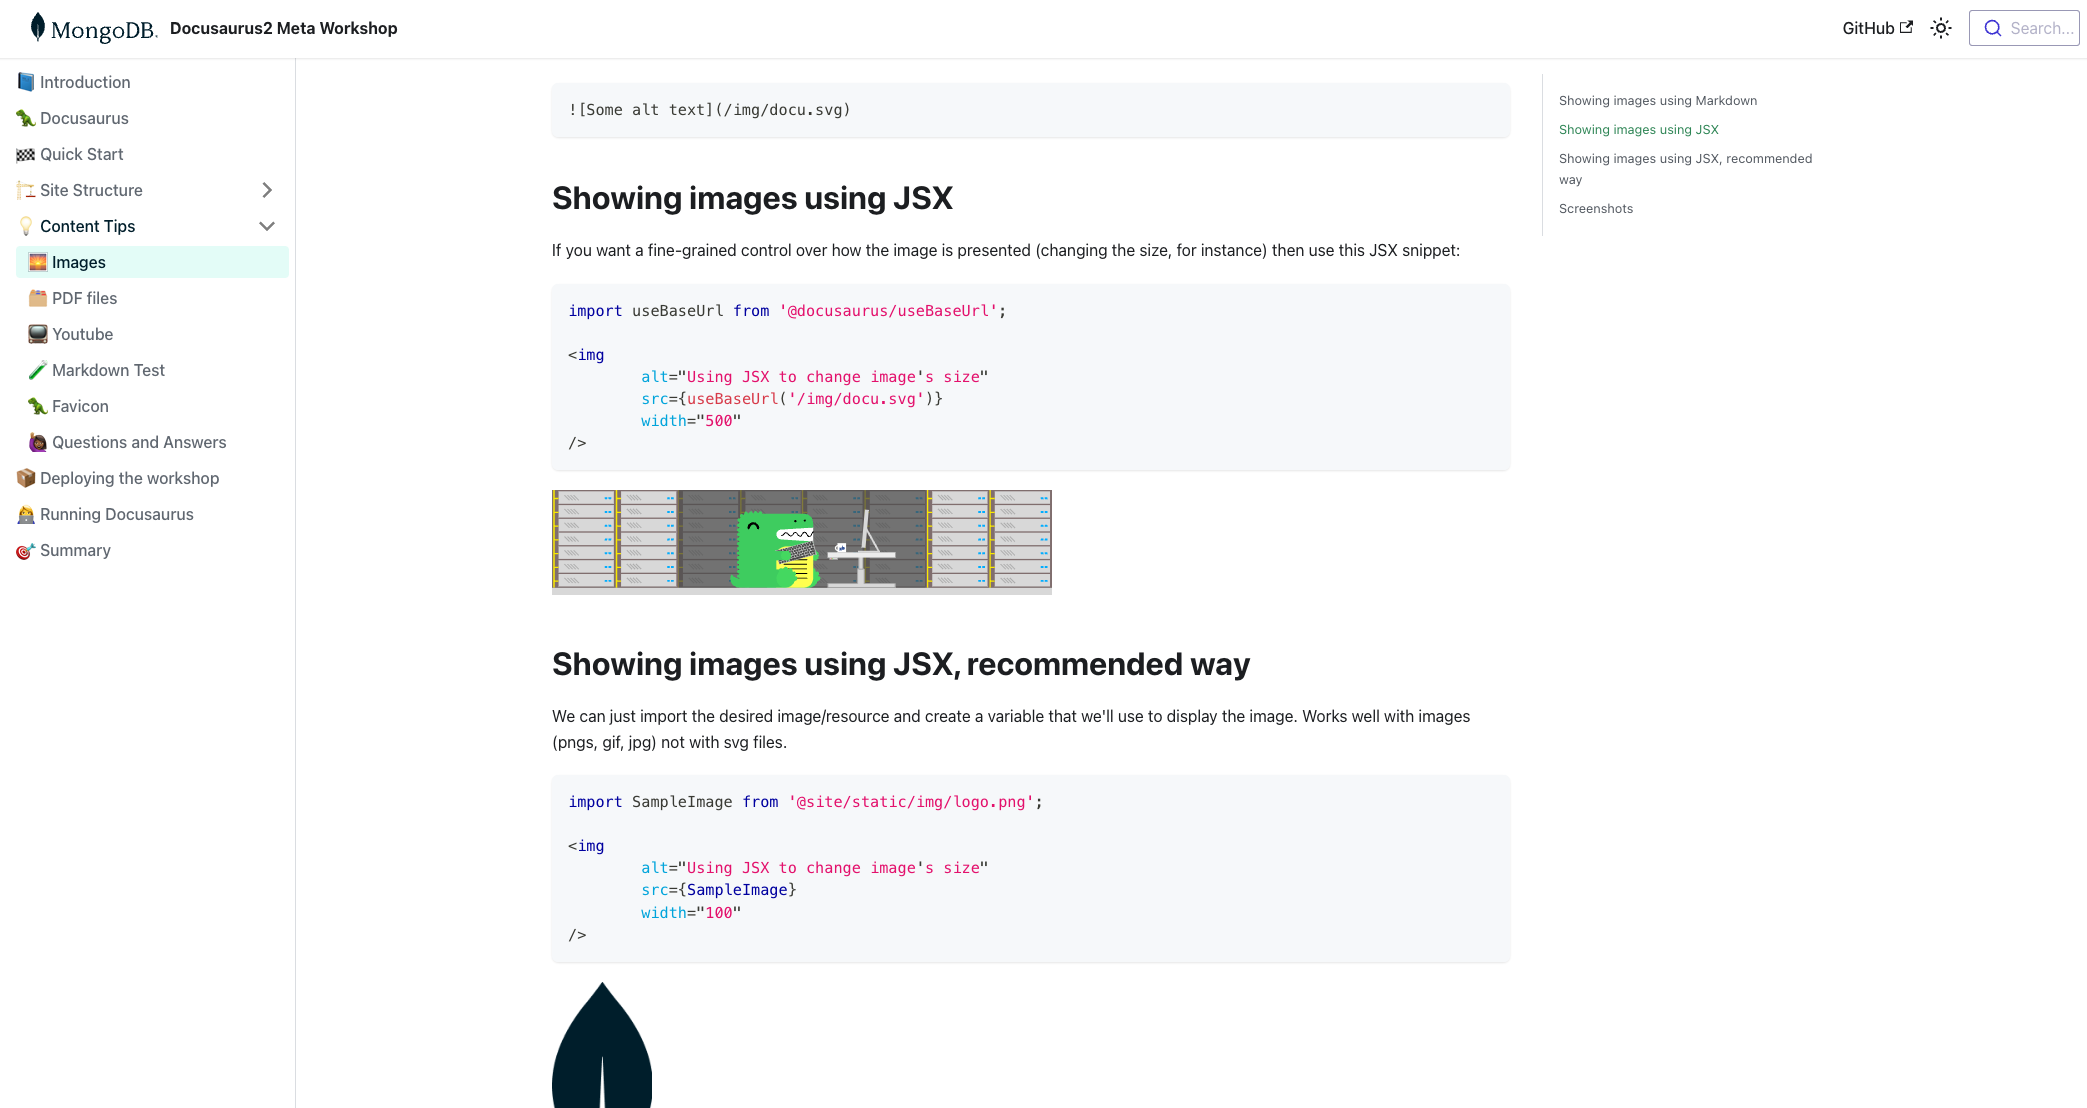 MongoDB. Docusaurus2 Meta Workshop
GitHub
Search...
Introduction
Docusaurus
Quick Start
Site Structure
Content Tips
Images
PDF files
Youtube
Markdown Test
Favicon
Questions and Answers
Deploying the workshop
Running Docusaurus
Summary
![Some alt text](/img/docu.svg)
Showing images using JSX
If you want a fine-grained control over how the image is presented (changing the size, for instance) then use this JSX snippet:
import useBaseUrl from '@docusaurus/useBaseUrl';
<img
        alt="Using JSX to change image's size"
        src={useBaseUrl('/img/docu.svg')}
        width="500"
/>
Showing images using JSX, recommended way
We can just import the desired image/resource and create a variable that we'll use to display the image. Works well with images
(pngs, gif, jpg) not with svg files.
import SampleImage from '@site/static/img/logo.png';
<img
        alt="Using JSX to change image's size"
        src={SampleImage}
        width="100"
/>
Showing images using Markdown
Showing images using JSX
Showing images using JSX, recommended
way
Screenshots